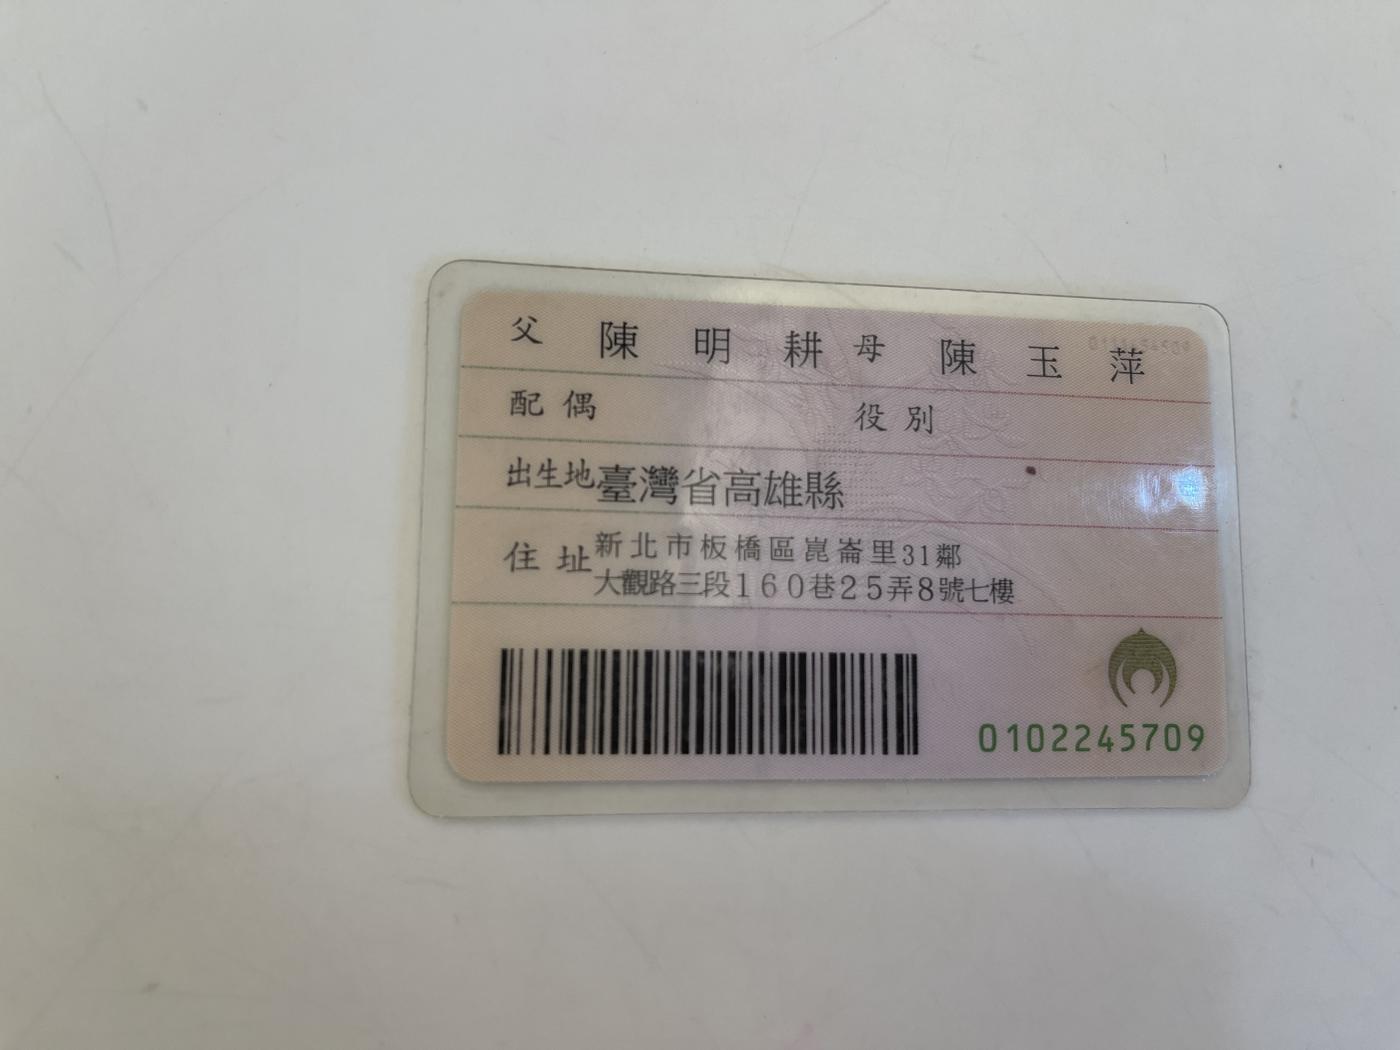 父 陳明耕 母 陳玉萍
配偶 役別
出生地 臺灣省高雄縣
住址 新北市板橋區崑崙里31鄰
大觀路三段160巷25弄8號七樓
0102245709